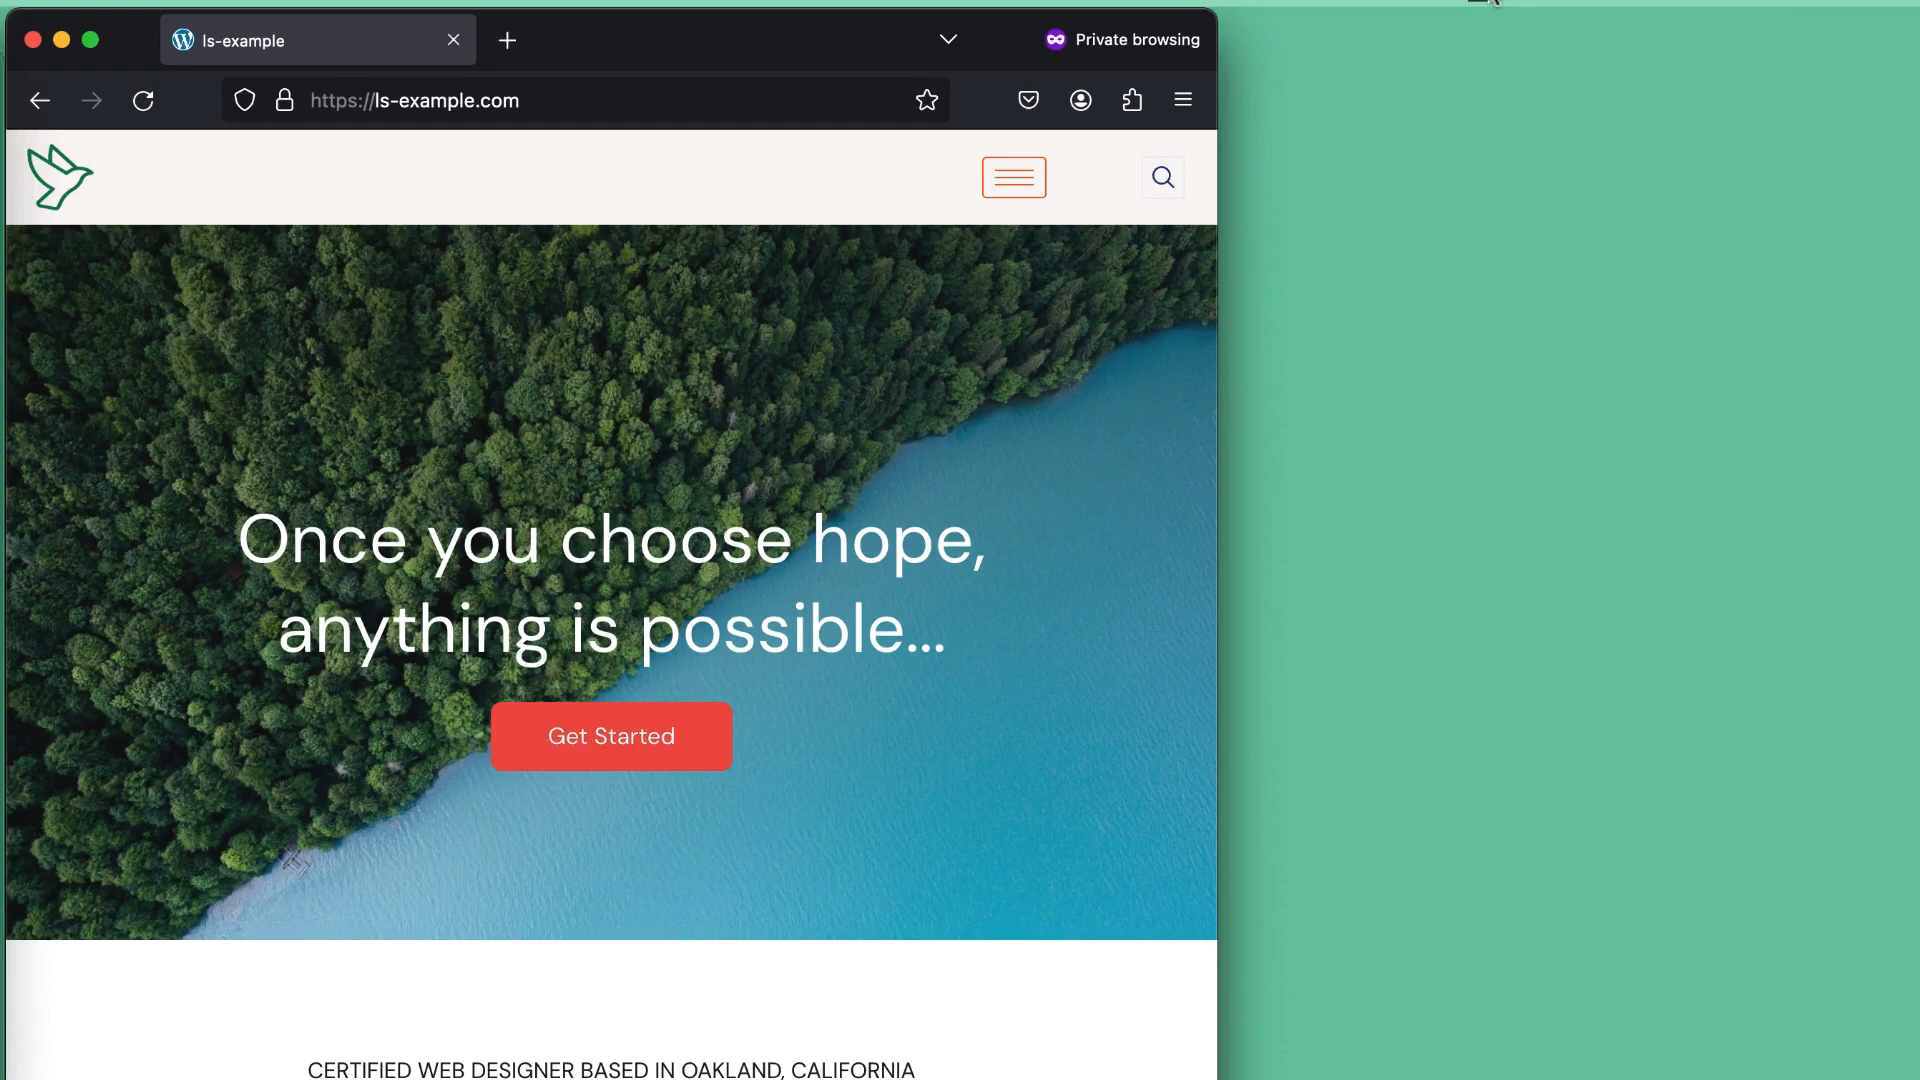 ls-example
Private browsing
https://ls-example.com
Once you choose hope,
anything is possible...
Get Started
CERTIFIED WEB DESIGNER BASED IN OAKLAND, CALIFORNIA